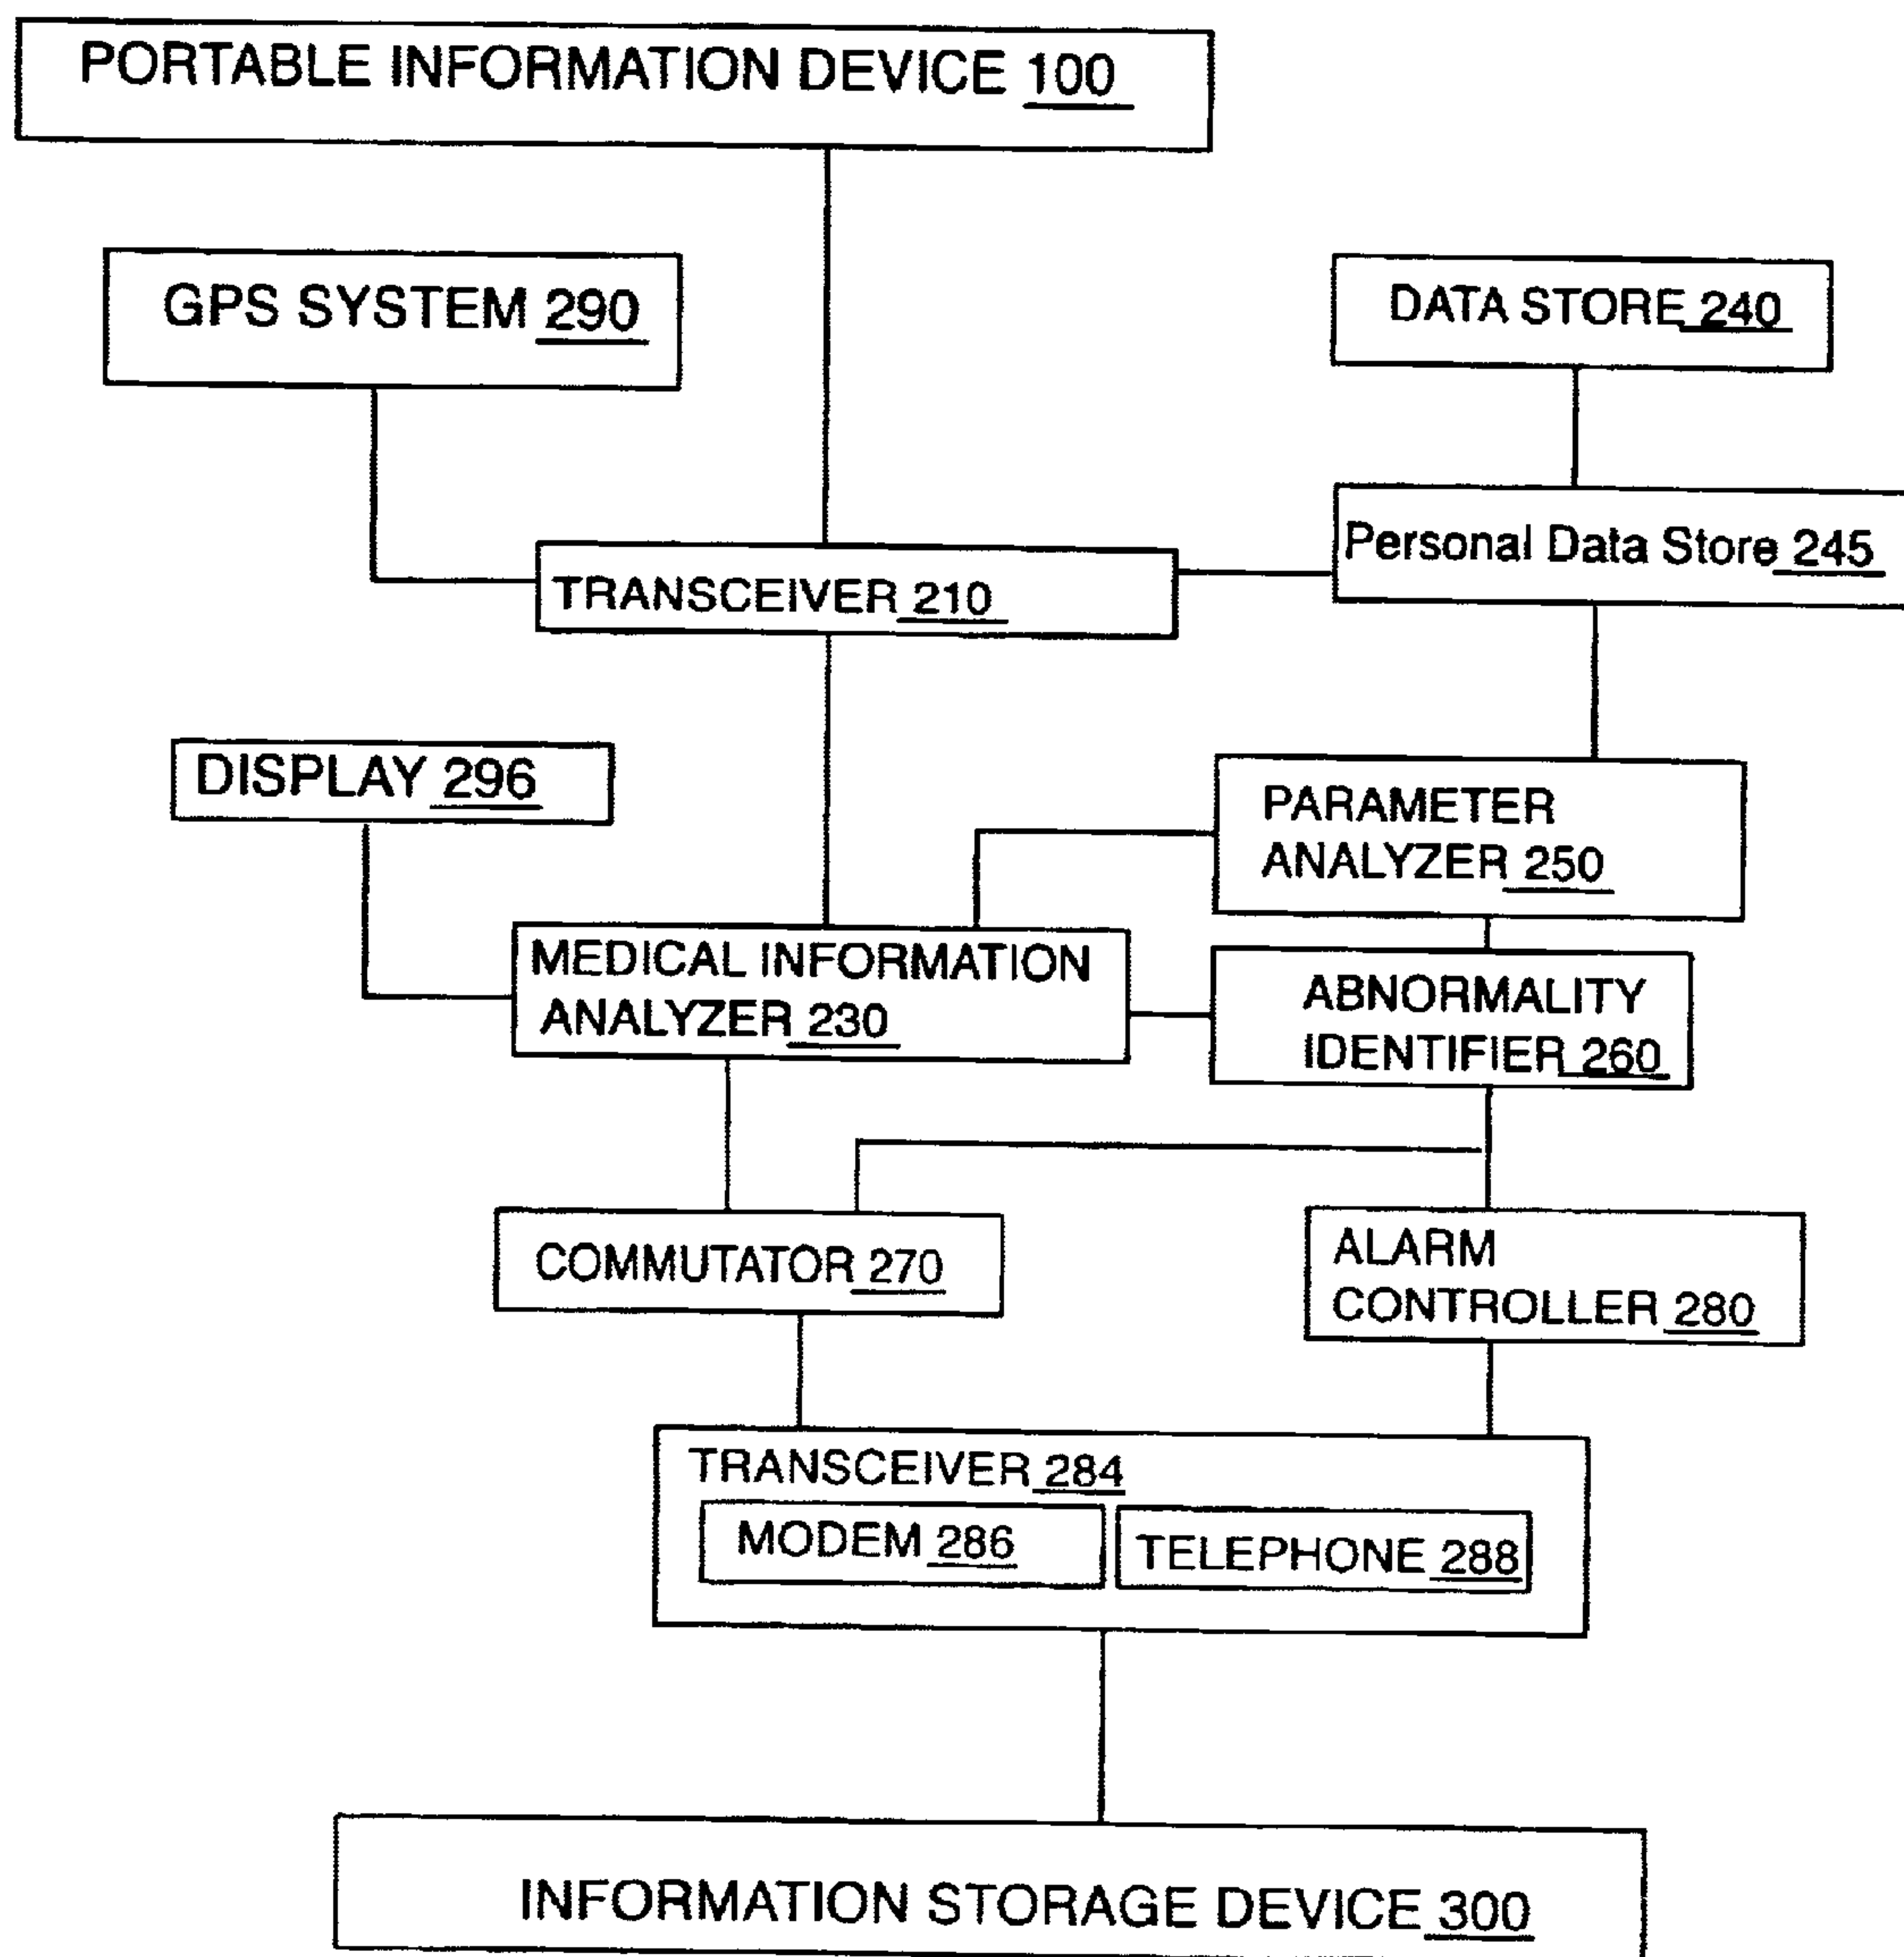 PORTABLE INFORMATION DEVICE 100
GPS SYSTEM 290
DATA STORE 240
Personal Data Store 245
TRANSCEIVER 210
DISPLAY 296
PARAMETER
ANALYZER 250
MEDICAL INFORMATION
ANALYZER 230
ABNORMALITY
IDENTIFIER 260
COMMUTATOR 270
ALARM
CONTROLLER 280
TRANSCEIVER 284
MODEM 286
TELEPHONE 288
INFORMATION STORAGE DEVICE 300